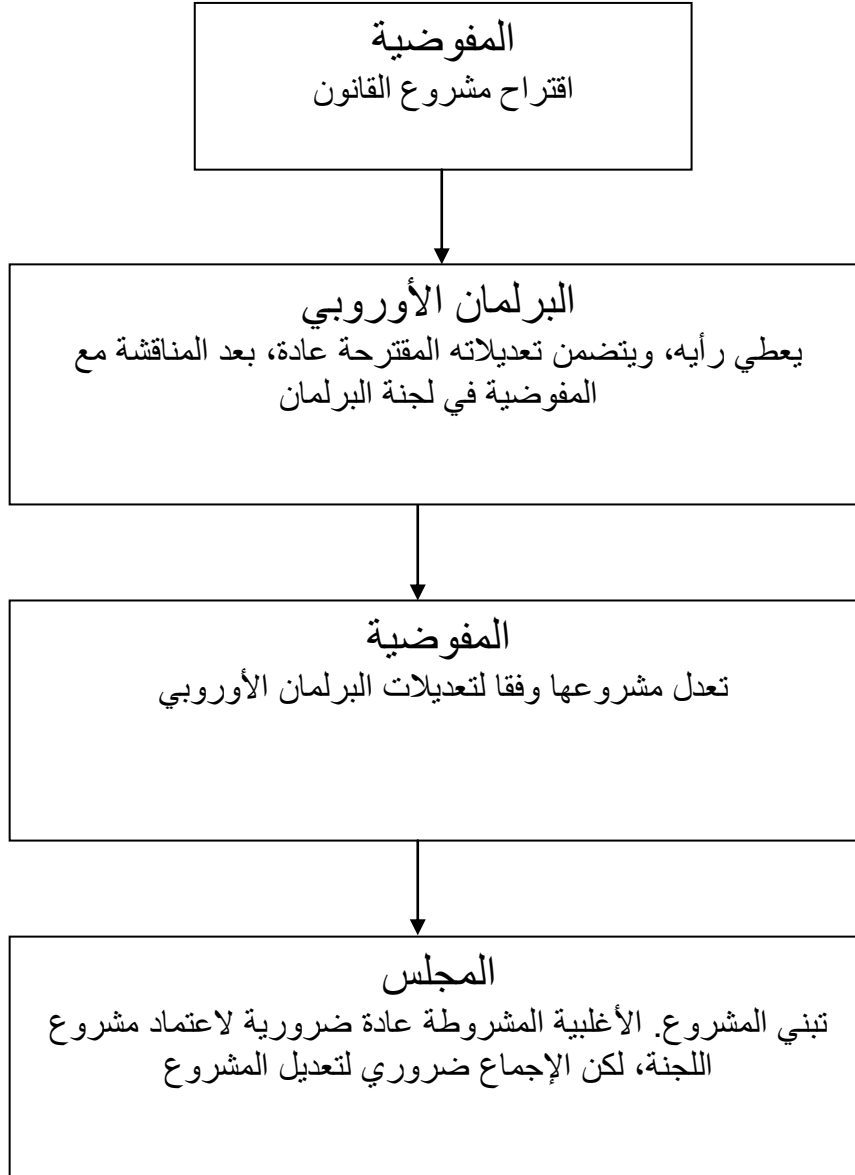 المفوضية
اقتراح مشروع القانون
البرلمان الأوروبي
يعطي رأيه، ويتضمن تعديلاته المقترحة عادة، بعد المناقشة مع
المفوضية في لجنة البرلمان
المفوضية
تعدل مشروعها وفقا لتعديلات البرلمان الأوروبي
المجلس
تبني المشروع. الأغلبية المشروطة عادة ضرورية لاعتماد مشروع
اللجنة، لكن الإجماع ضروري لتعديل المشروع